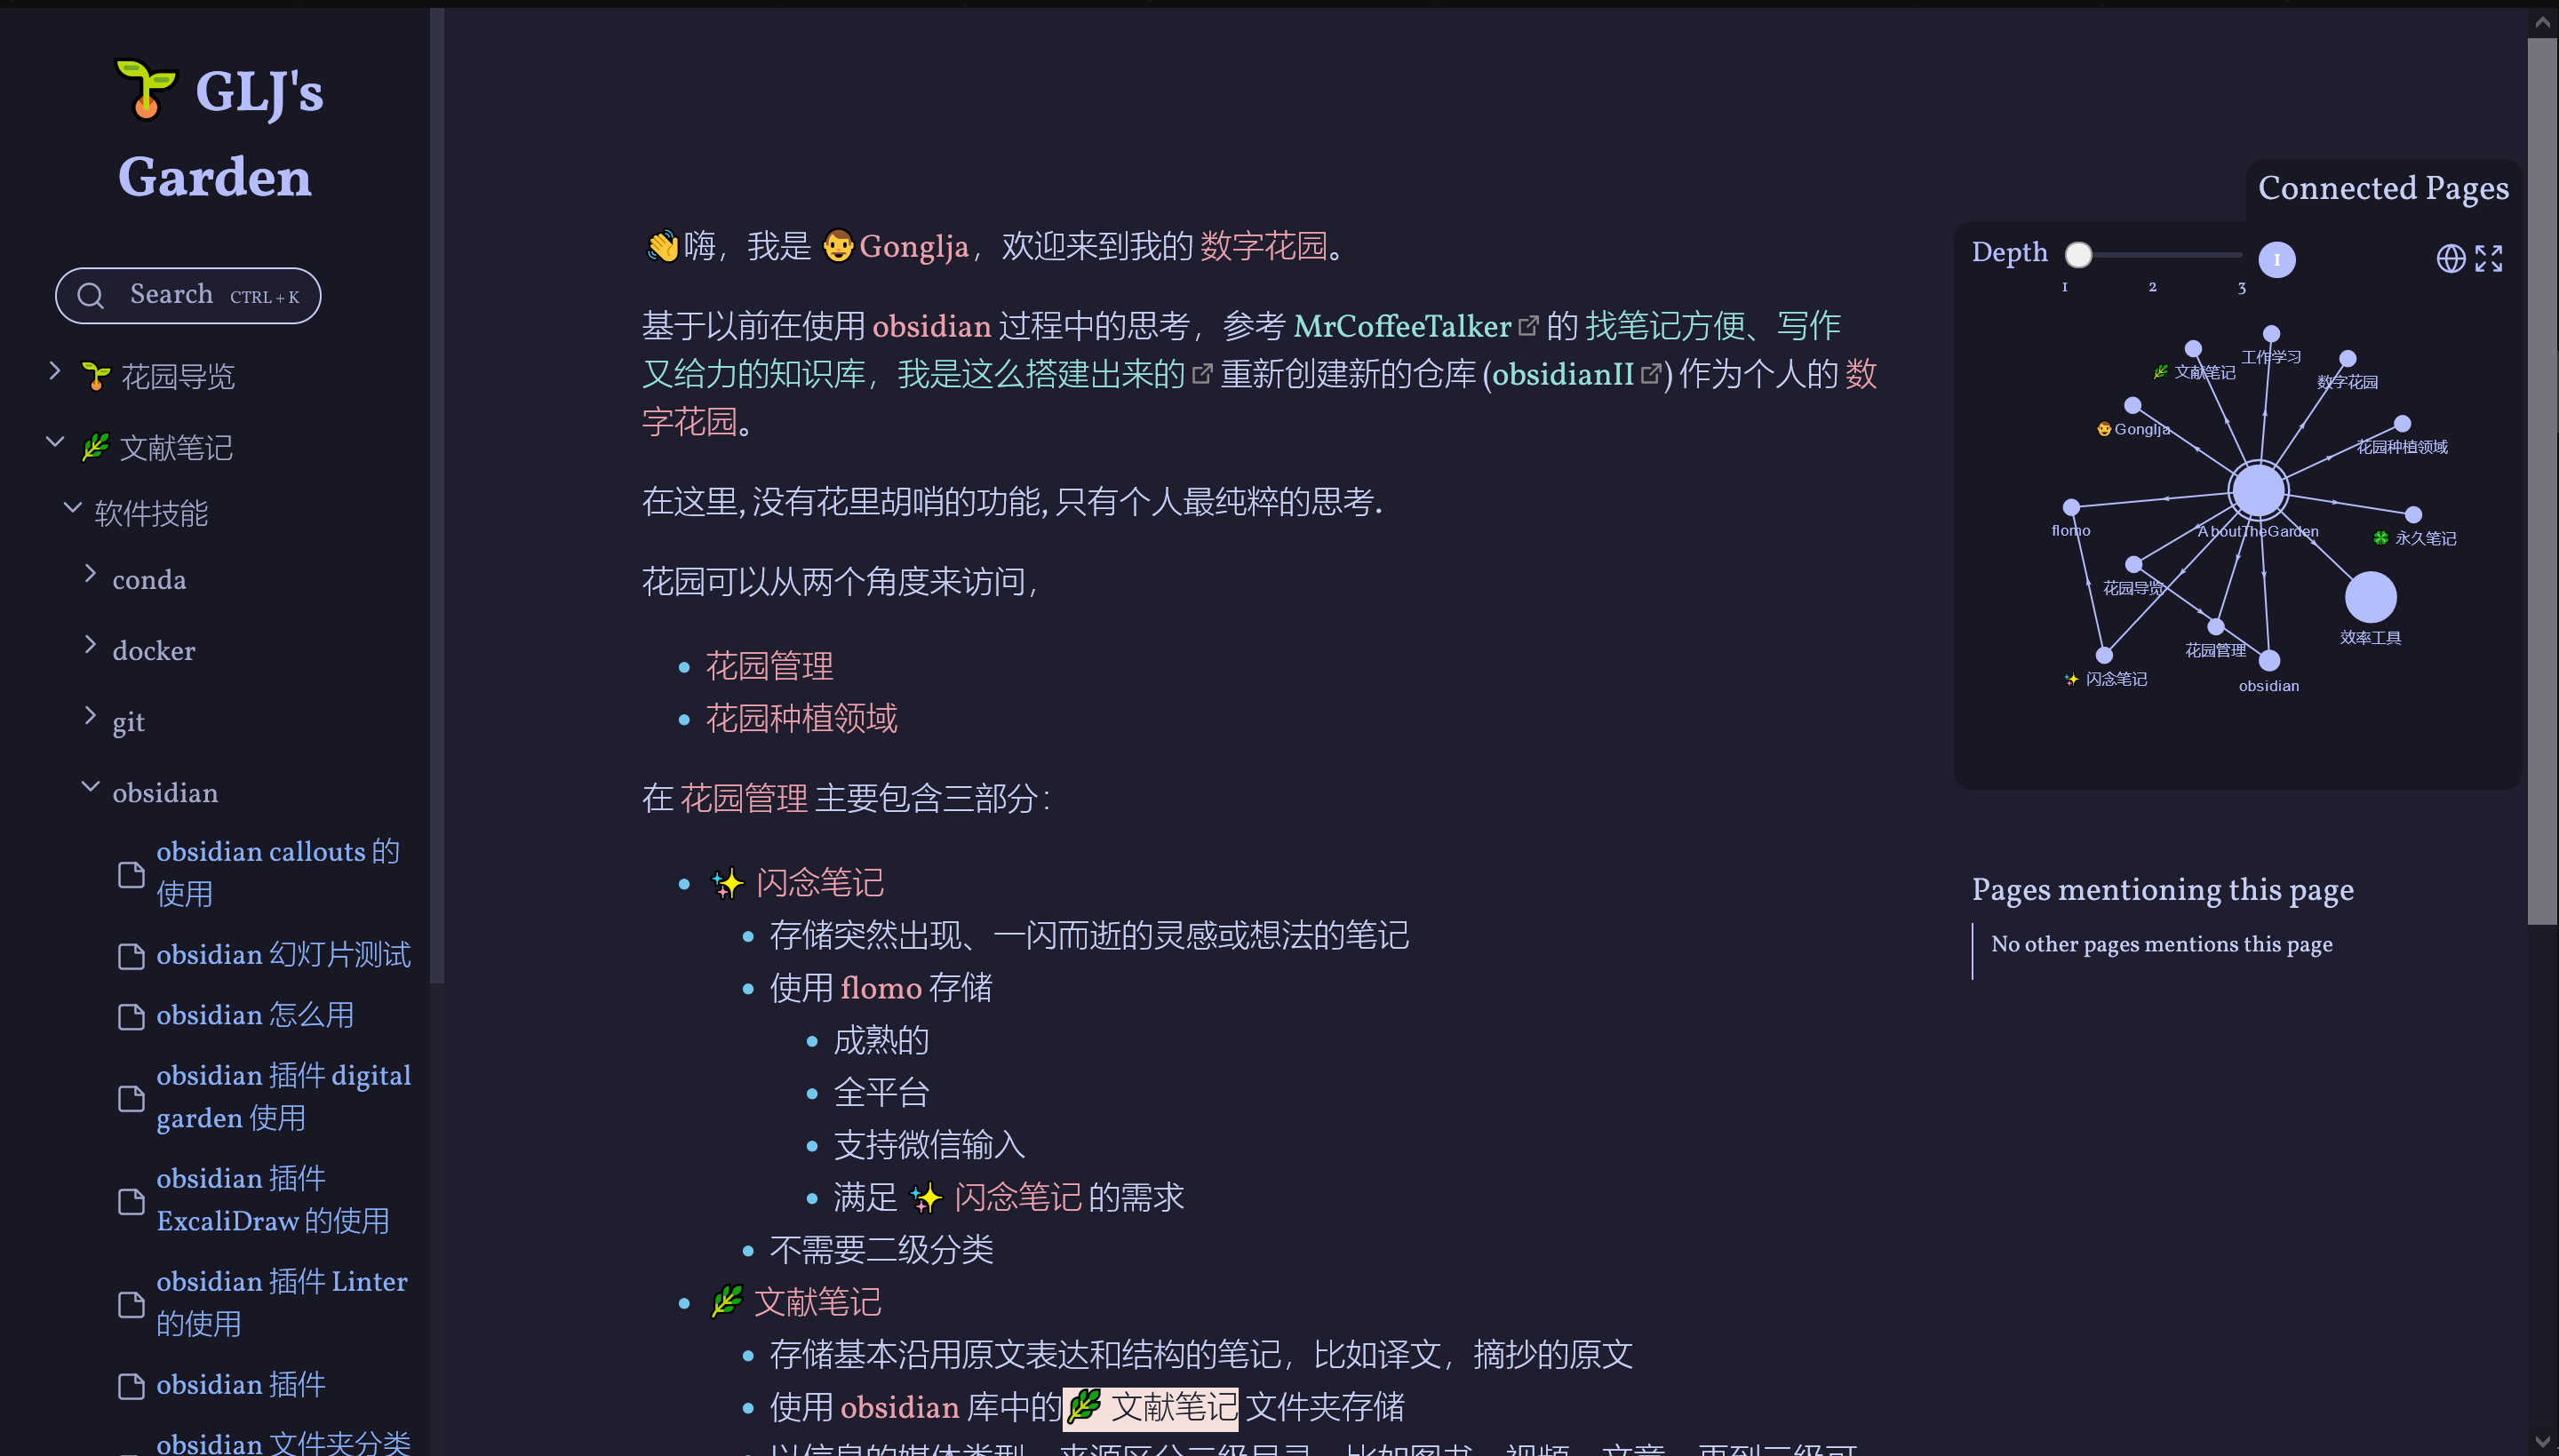 🌱 GLJ's
Garden
Search CTRL + K
🌱 花园导览
🌿 文献笔记
软件技能
conda
docker
git
obsidian
obsidian callouts 的
使用
obsidian 幻灯片测试
obsidian 怎么用
obsidian 插件 digital
garden 使用
obsidian 插件
ExcaliDraw 的使用
obsidian 插件 Linter
的使用
obsidian 插件
obsidian 文件夹分类
👋嗨，我是 🧔Gonglja，欢迎来到我的 数字花园。
基于以前在使用 obsidian 过程中的思考，参考 MrCoffeeTalker 的 找笔记方便、写作
又给力的知识库，我是这么搭建出来的 重新创建新的仓库 (obsidianII) 作为个人的 数
字花园。
在这里, 没有花里胡哨的功能, 只有个人最纯粹的思考.
花园可以从两个角度来访问，
花园管理
花园种植领域
在 花园管理 主要包含三部分：
✨ 闪念笔记
存储突然出现、一闪而逝的灵感或想法的笔记
使用 flomo 存储
成熟的
全平台
支持微信输入
满足 ✨ 闪念笔记 的需求
不需要二级分类
🌿 文献笔记
存储基本沿用原文表达和结构的笔记，比如译文，摘抄的原文
使用 obsidian 库中的🌿 文献笔记 文件夹存储
Connected Pages
Depth 1
1 2 3
工作学习
🌿 文献笔记
数字花园
🧔Gonglja
花园种植领域
flomo
AboutTheGarden
🍀 永久笔记
花园导览
效率工具
花园管理
✨ 闪念笔记
obsidian
Pages mentioning this page
No other pages mentions this page